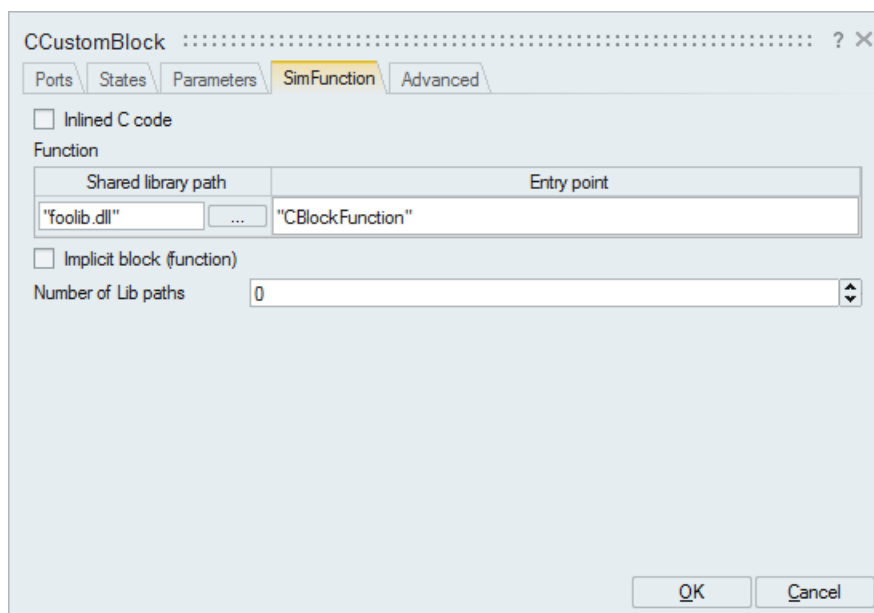 CCustomBlock ?
Ports States Parameters SimFunction Advanced
Inlined C code
Function
Shared library path Entry point
"foolib.dll" ... "CBlockFunction"
Implicit block (function)
Number of Lib paths 0
OK Cancel